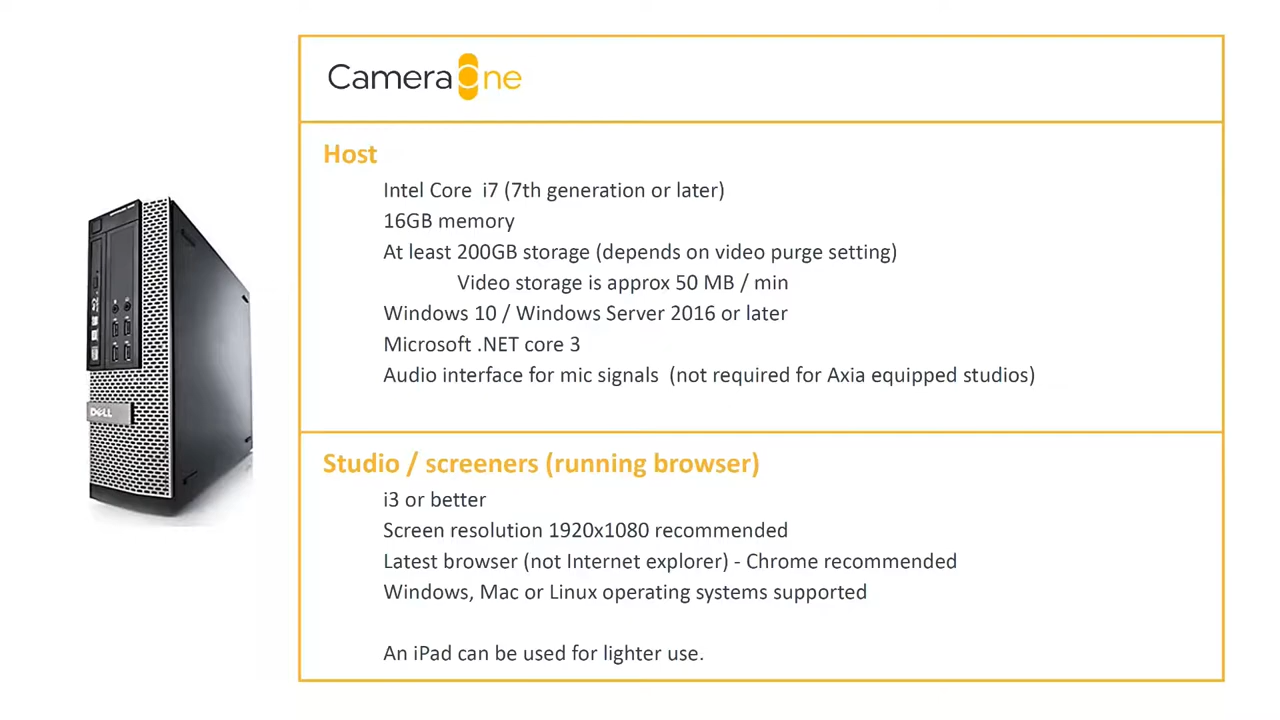 CameraOne
Host
Intel Core i7 (7th generation or later)
16GB memory
At least 200GB storage (depends on video purge setting)
Video storage is approx 50 MB / min
Windows 10 / Windows Server 2016 or later
Microsoft .NET core 3
Audio interface for mic signals (not required for Axia equipped studios)
DELL
Studio / screeners (running browser)
i3 or better
Screen resolution 1920x1080 recommended
Latest browser (not Internet explorer) - Chrome recommended
Windows, Mac or Linux operating systems supported
An iPad can be used for lighter use.